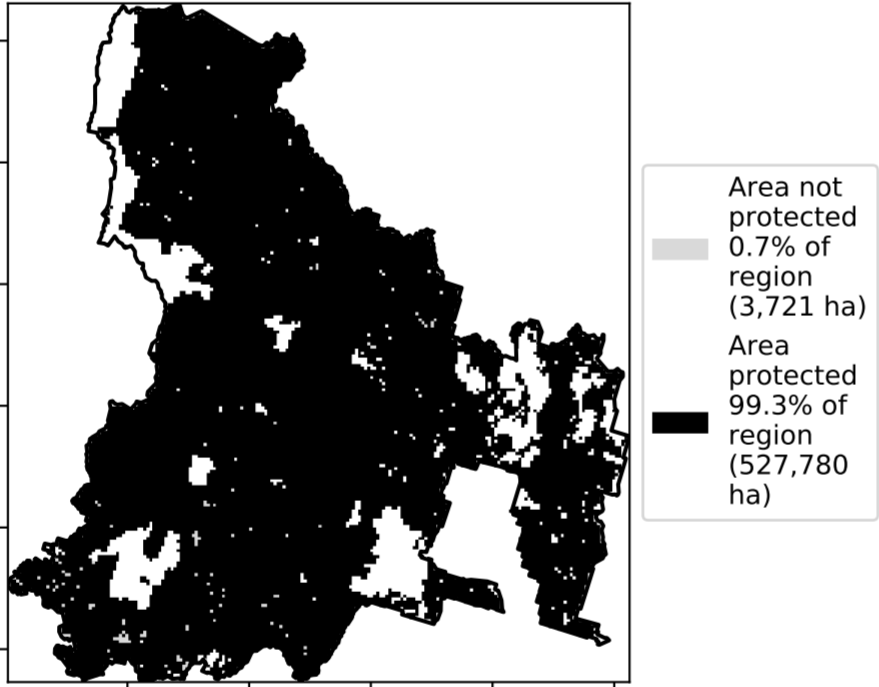 Area not
protected
0.7% of
region
(3,721 ha)
Area
protected
99.3% of
region
(527,780
ha)